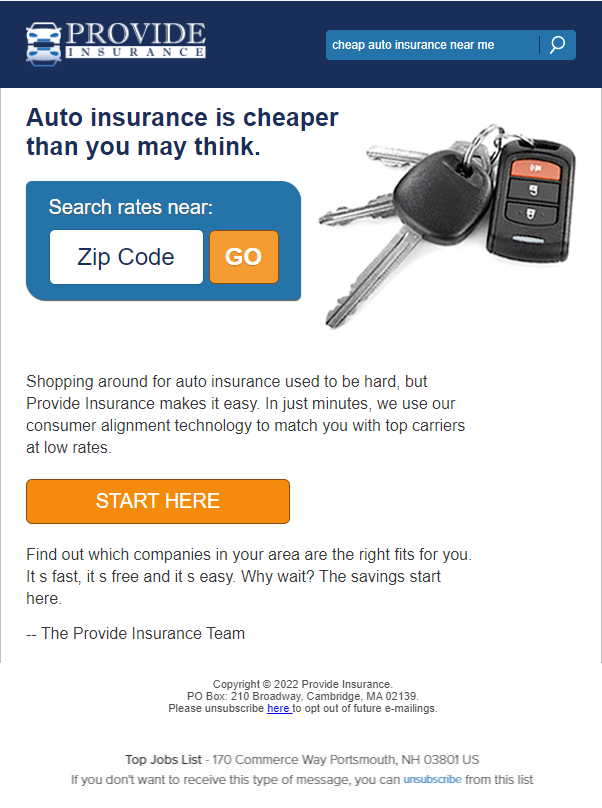 PROVIDE
INSURANCE
cheap auto insurance near me
Auto insurance is cheaper
than you may think.
Search rates near:
Zip Code GO
Shopping around for auto insurance used to be hard, but
Provide Insurance makes it easy. In just minutes, we use our
consumer alignment technology to match you with top carriers
at low rates.
START HERE
Find out which companies in your area are the right fits for you.
It s fast, it s free and it s easy. Why wait? The savings start
here.
-- The Provide Insurance Team
Copyright © 2022 Provide Insurance.
PO Box: 210 Broadway, Cambridge, MA 02139.
Please unsubscribe here to opt out of future e-mailings.
Top Jobs List - 170 Commerce Way Portsmouth, NH 03801 US
If you don't want to receive this type of message, you can unsubscribe from this list